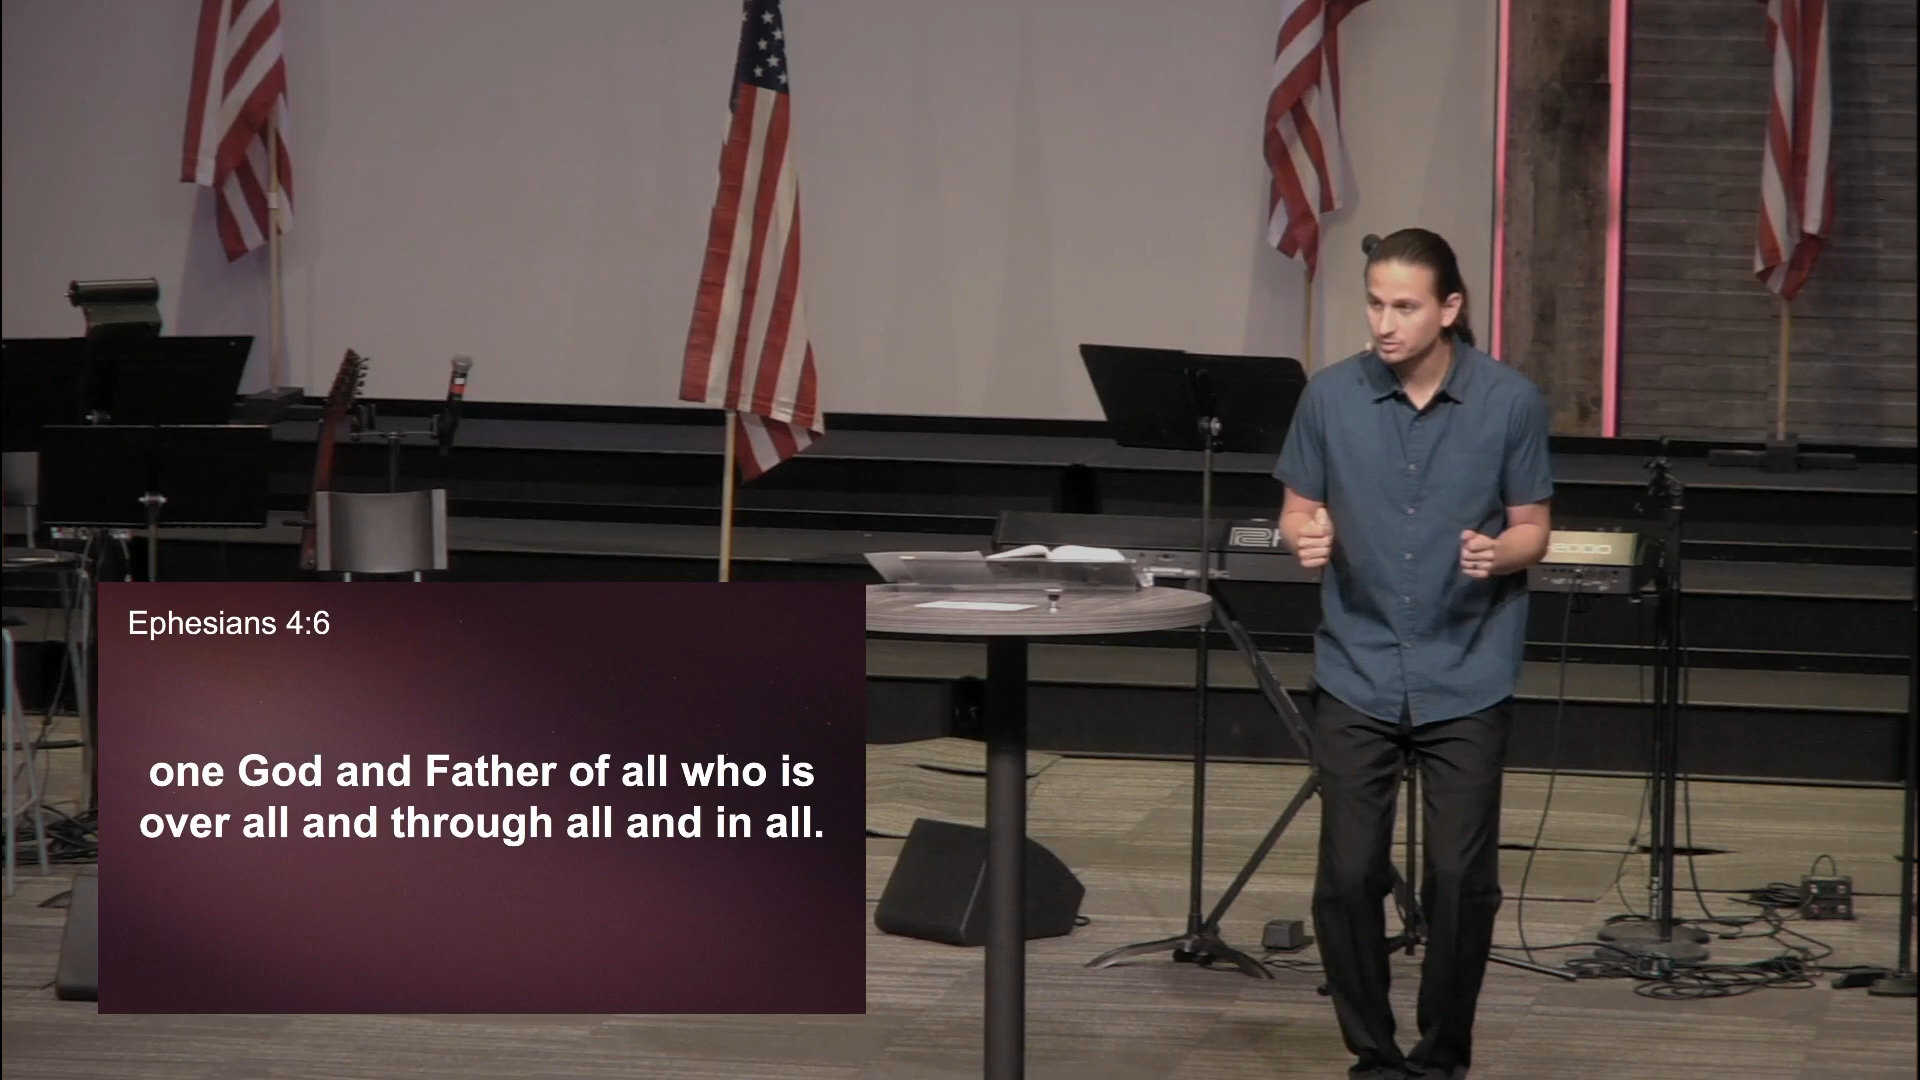 Ephesians 4:6
one God and Father of all who is
over all and through all and in all.
2000